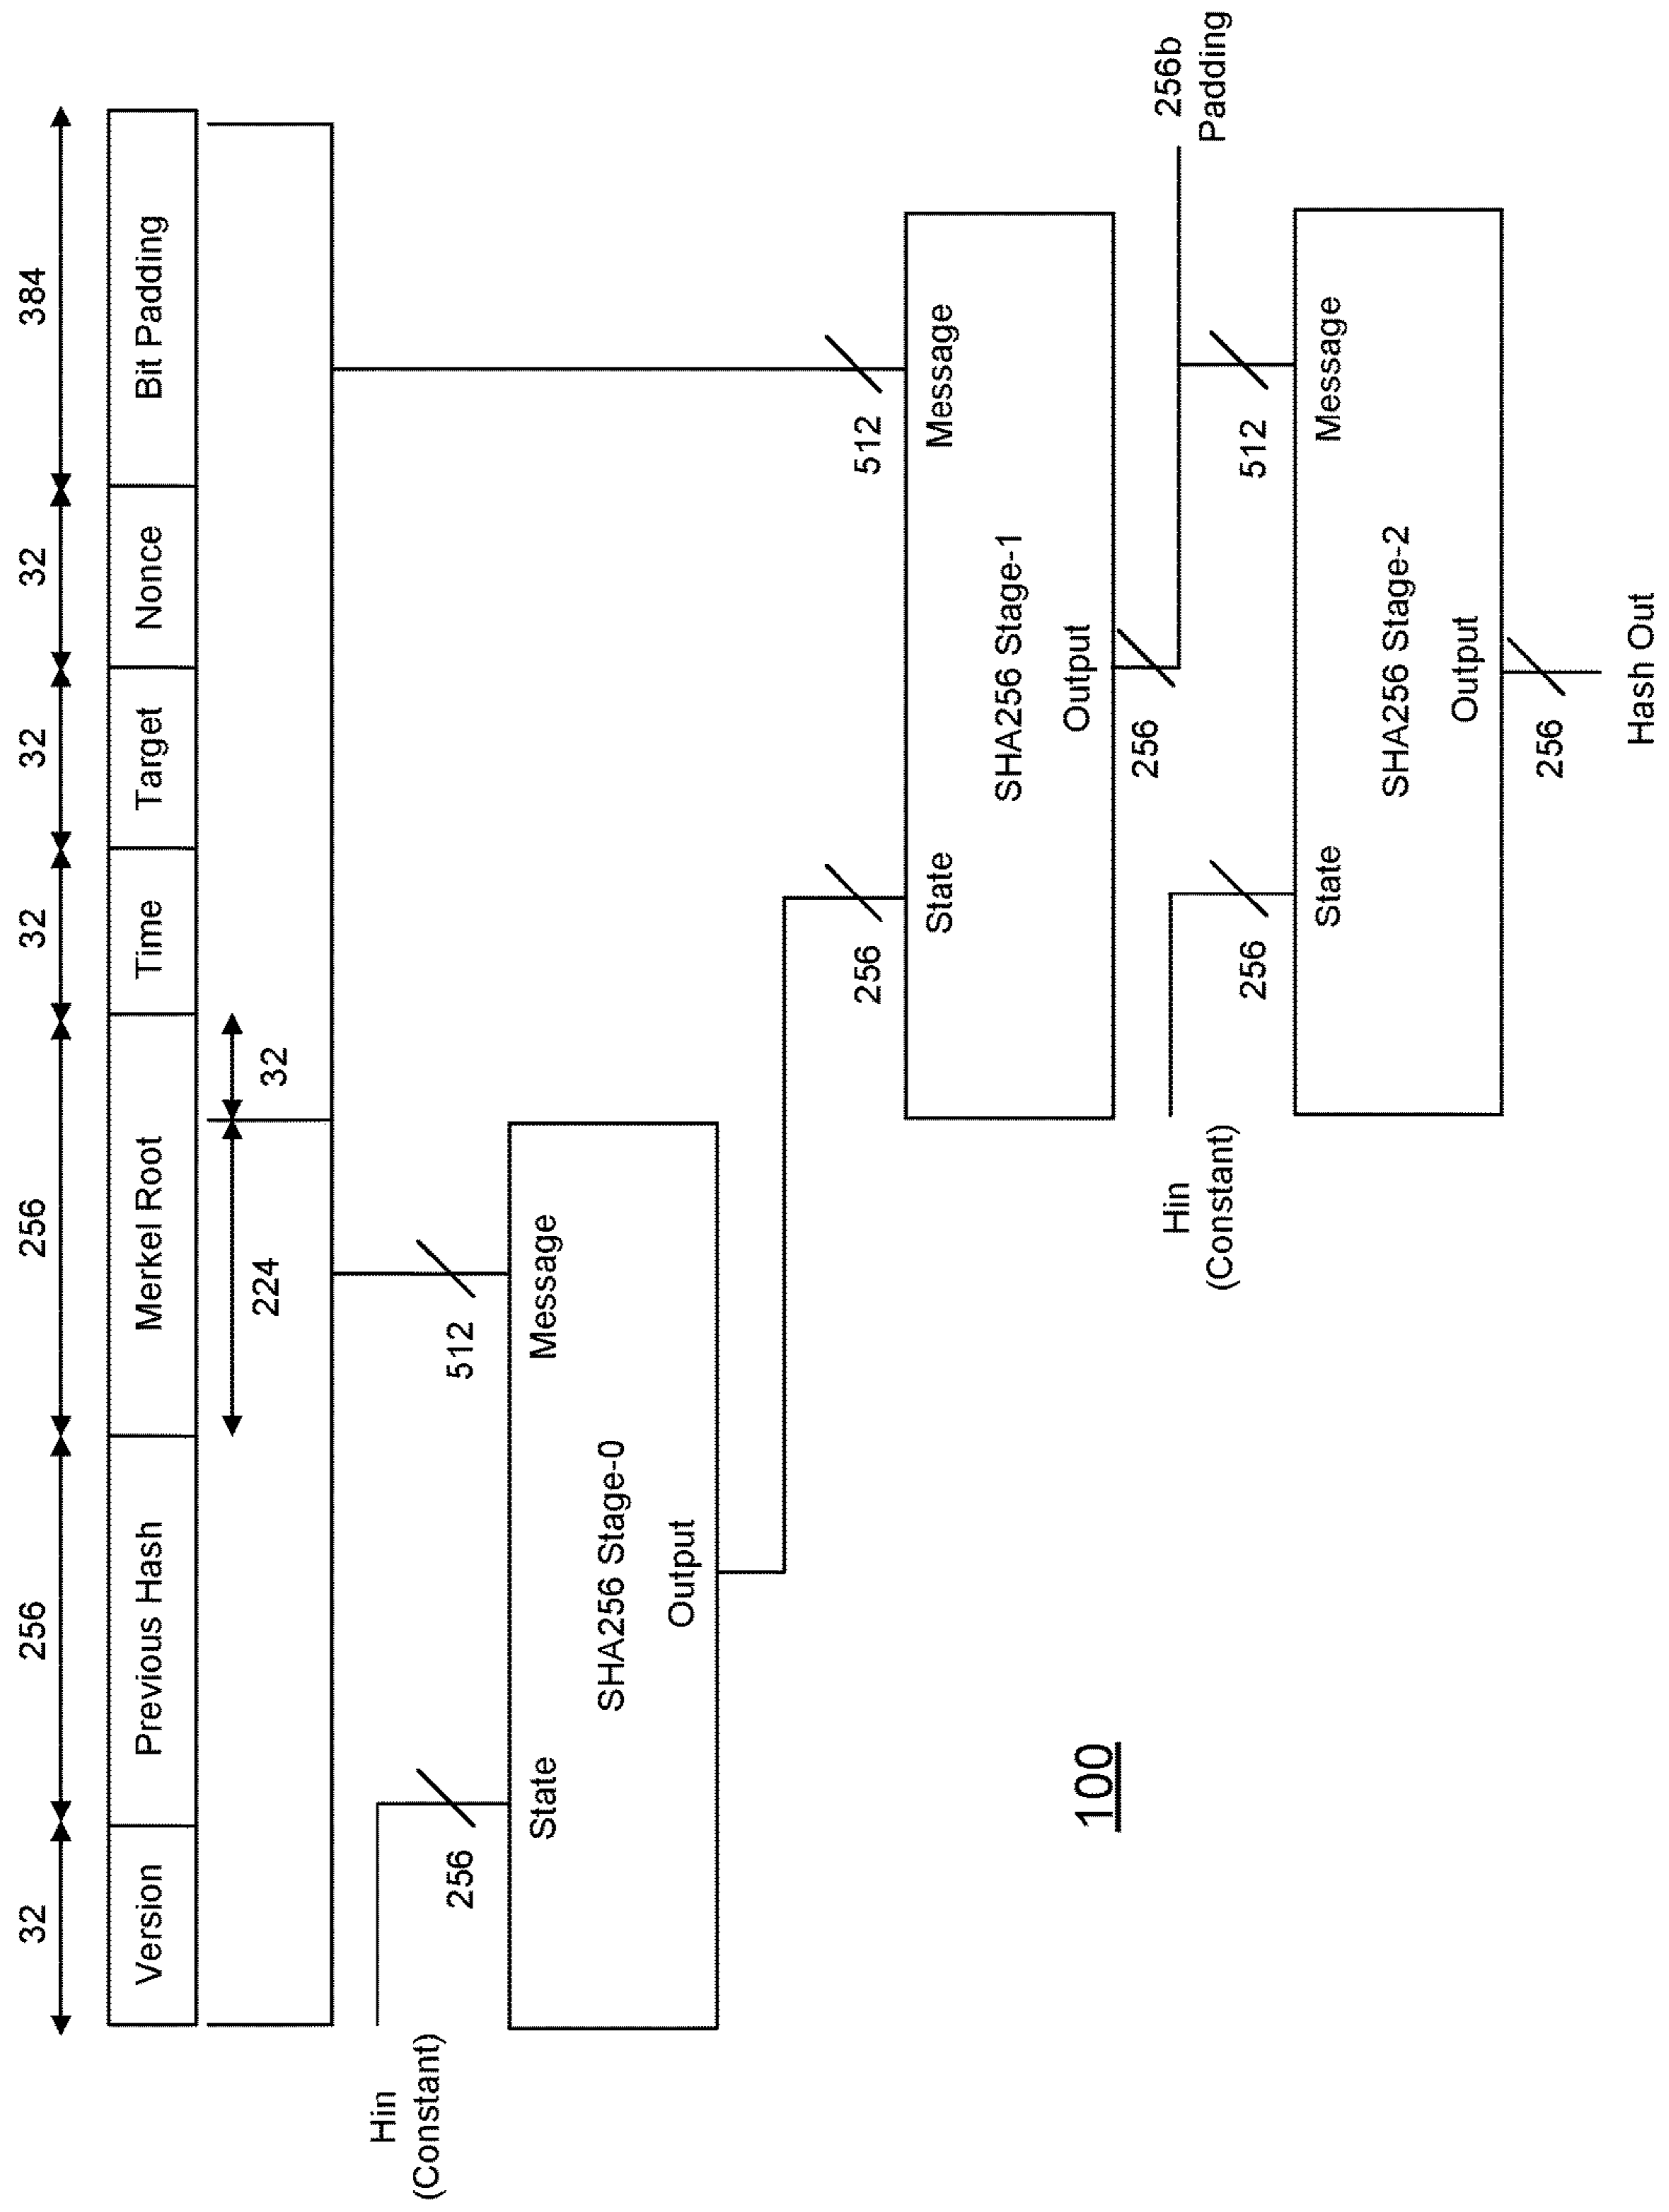 32
256
256
32
32
32
384
Version
Previous Hash
Merkel Root
Time
Target
Nonce
Bit Padding
224
32
Hin
(Constant)
256
512
State
Message
SHA256 Stage-0
Output
256
512
State
Message
SHA256 Stage-1
Output
256
256b
Padding
Hin
(Constant)
256
512
State
Message
SHA256 Stage-2
Output
256
Hash Out
100